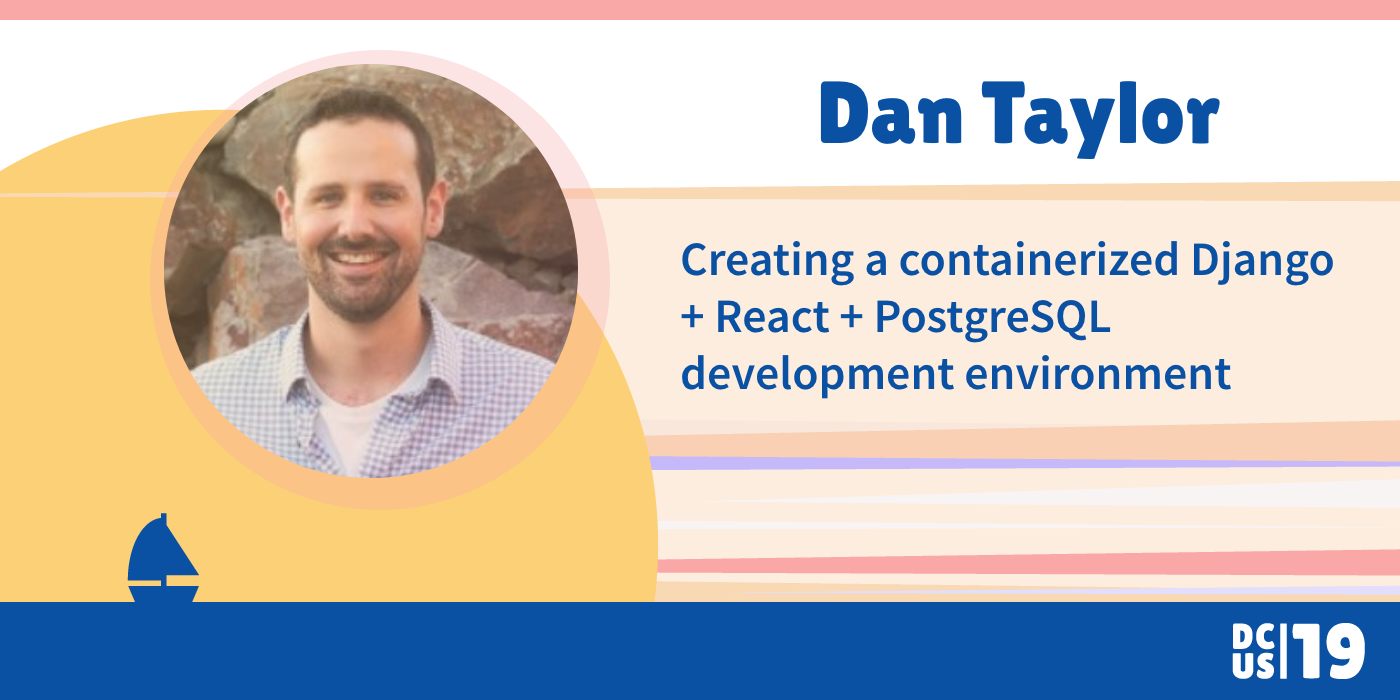 Dan Taylor
Creating a containerized Django
+ React + PostgreSQL
development environment
DC
US
19